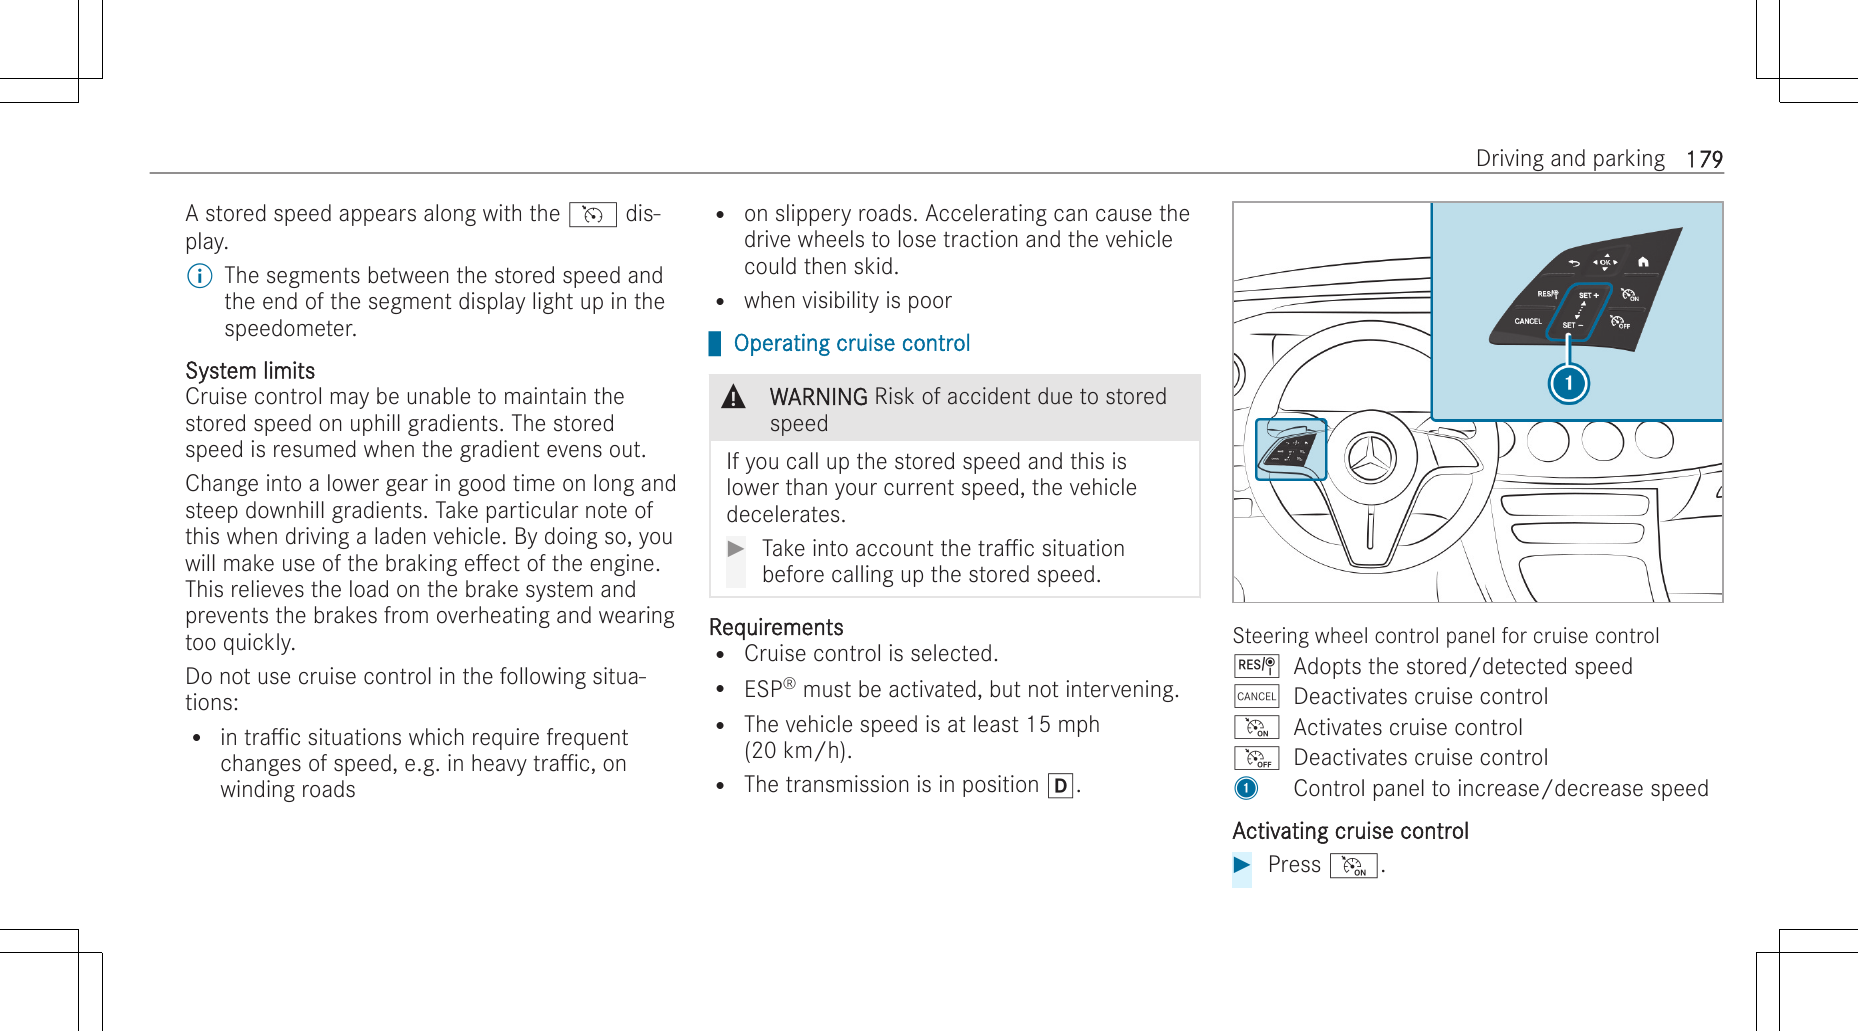 Driving and parking 179
A stored speed appears along with the dis-
play.
i The segments between the stored speed and
the end of the segment display light up in the
speedometer.
System limits
Cruise control may be unable to maintain the
stored speed on uphill gradients. The stored
speed is resumed when the gradient evens out.
Change into a lower gear in good time on long and
steep downhill gradients. Take particular note of
this when driving a laden vehicle. By doing so, you
will make use of the braking effect of the engine.
This relieves the load on the brake system and
prevents the brakes from overheating and wearing
too quickly.
Do not use cruise control in the following situa-
tions:
• in traffic situations which require frequent
changes of speed, e.g. in heavy traffic, on
winding roads
• on slippery roads. Accelerating can cause the
drive wheels to lose traction and the vehicle
could then skid.
• when visibility is poor
Operating cruise control
WARNING Risk of accident due to stored
speed
If you call up the stored speed and this is
lower than your current speed, the vehicle
decelerates.
▶ Take into account the traffic situation
before calling up the stored speed.
Requirements
• Cruise control is selected.
• ESP® must be activated, but not intervening.
• The vehicle speed is at least 15 mph
(20 km/h).
• The transmission is in position D.
OK
RES/ SET + ON
CANCEL SET − OFF
1
Steering wheel control panel for cruise control
RES/ Adopts the stored/detected speed
CANCEL Deactivates cruise control
ON Activates cruise control
OFF Deactivates cruise control
1 Control panel to increase/decrease speed
Activating cruise control
▶ Press ON.